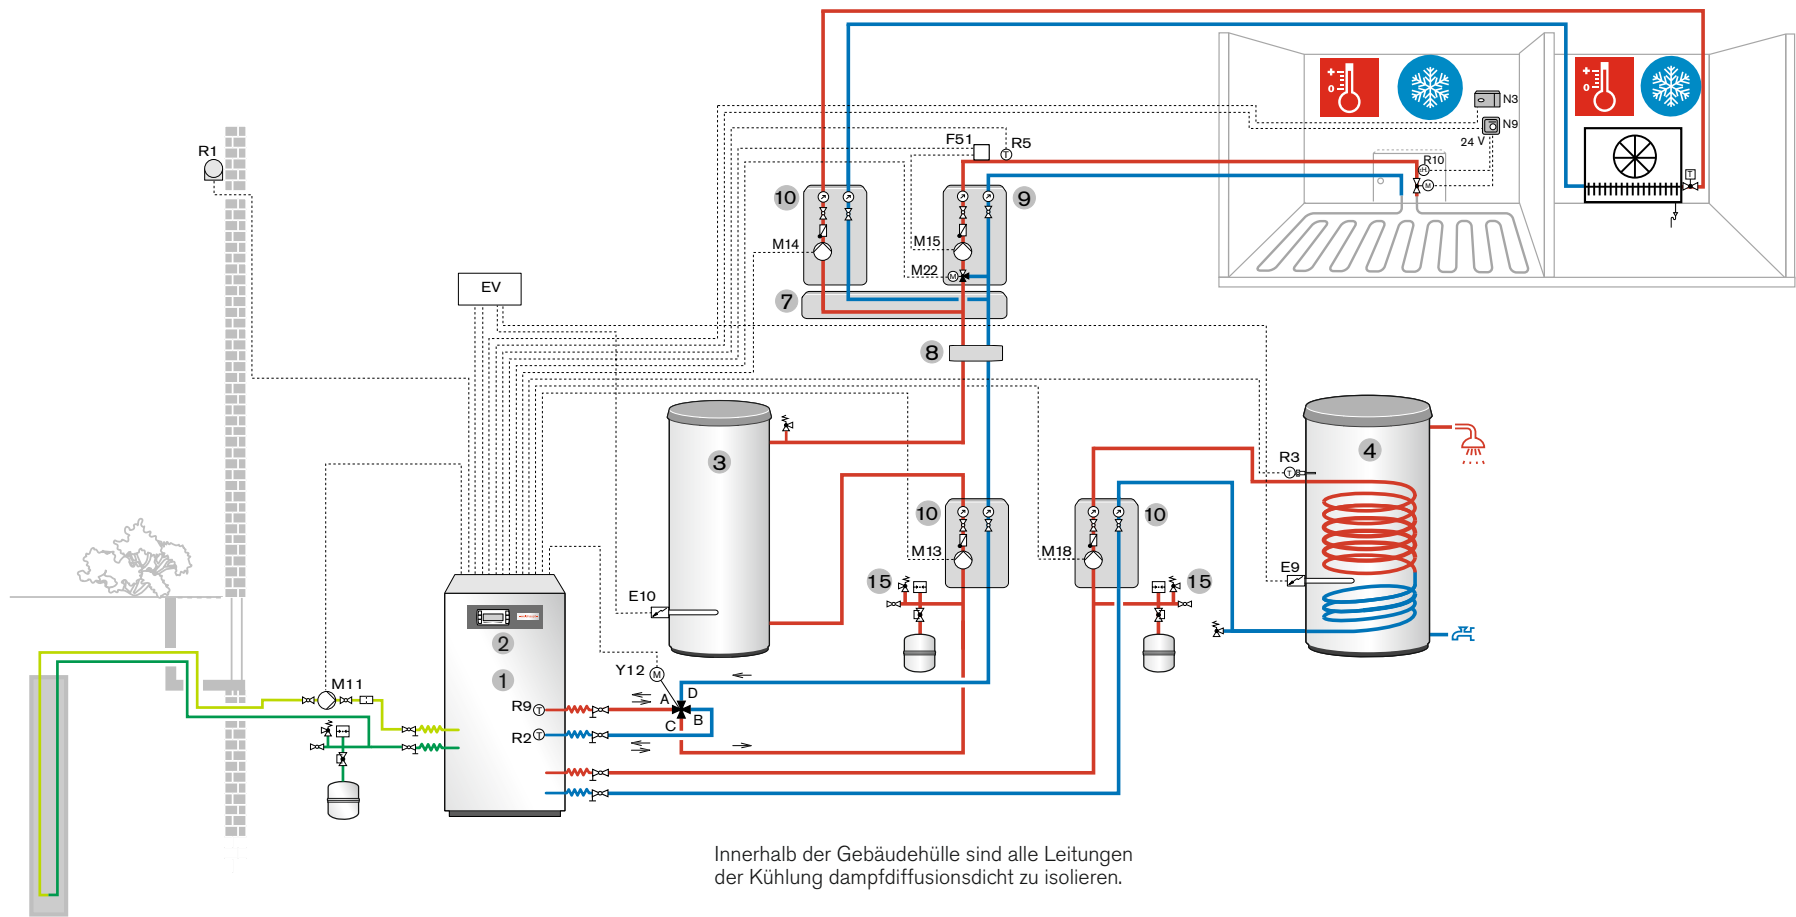 N3
N9
24 V
R10
F51
R5
R1
10
9
M14
M15
M22
EV
7
8
3
4
R3
10
10
M13
M18
15
15
E10
E9
2
Y12
M11
1
D
A
R9
B
C
R2
M
M
M
T
T
T
T
T
T
H
Innerhalb der Gebäudehülle sind alle Leitungen
der Kühlung dampfdiffusionsdicht zu isolieren.